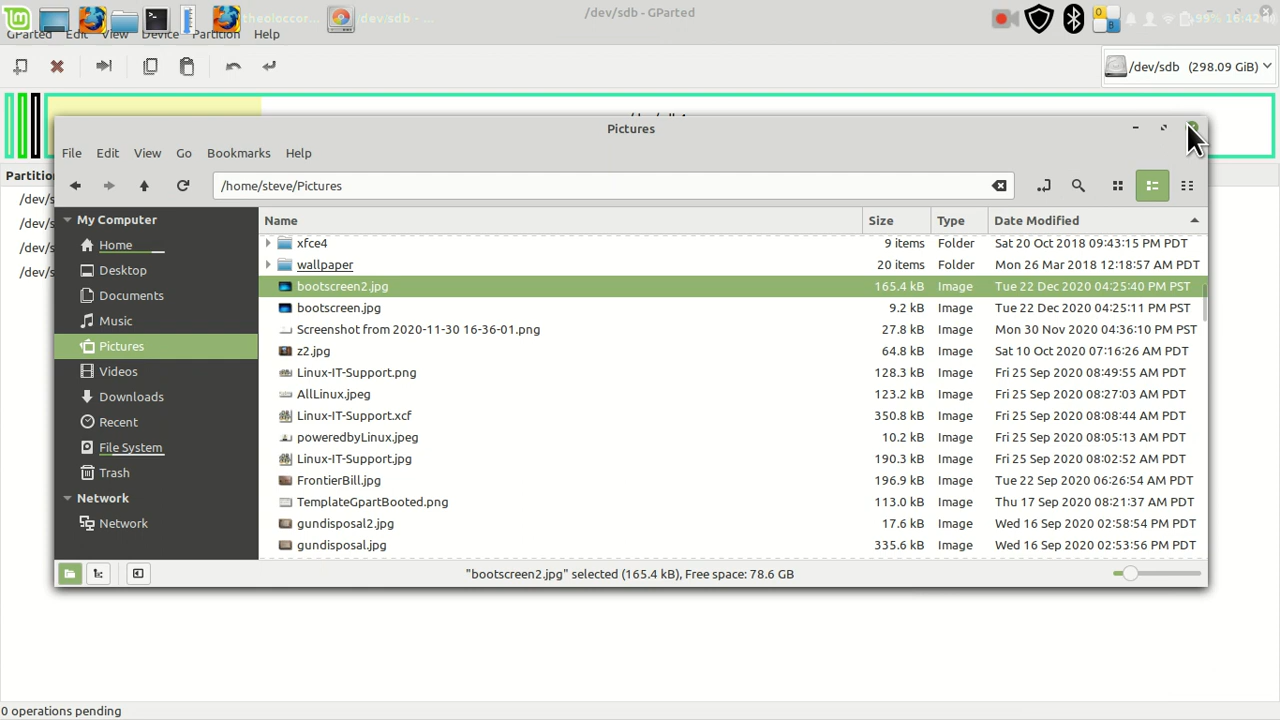 /dev/sdb - GParted
theoloccor... dev.sdb - ... 99% 16:42
GParted Edit View Device Partition Help
/dev/sdb (298.09 GiB)
Pictures
File Edit View Go Bookmarks Help
/home/steve/Pictures
Partition
/dev/s
/dev/s
/dev/s
/dev/s
My Computer
Home
Desktop
Documents
Music
Pictures
Videos
Downloads
Recent
File System
Trash
Network
Network
Name Size Type Date Modified
xfce4 9 items Folder Sat 20 Oct 2018 09:43:15 PM PDT
wallpaper 20 items Folder Mon 26 Mar 2018 12:18:57 AM PDT
bootscreen2.jpg 165.4 kB Image Tue 22 Dec 2020 04:25:40 PM PST
bootscreen.jpg 9.2 kB Image Tue 22 Dec 2020 04:25:11 PM PST
Screenshot from 2020-11-30 16-36-01.png 27.8 kB Image Mon 30 Nov 2020 04:36:10 PM PST
z2.jpg 64.8 kB Image Sat 10 Oct 2020 07:16:26 AM PDT
Linux-IT-Support.png 128.3 kB Image Fri 25 Sep 2020 08:49:55 AM PDT
AllLinux.jpeg 123.2 kB Image Fri 25 Sep 2020 08:27:03 AM PDT
Linux-IT-Support.xcf 350.8 kB Image Fri 25 Sep 2020 08:08:44 AM PDT
poweredbyLinux.jpeg 10.2 kB Image Fri 25 Sep 2020 08:05:13 AM PDT
Linux-IT-Support.jpg 190.3 kB Image Fri 25 Sep 2020 08:02:52 AM PDT
FrontierBill.jpg 196.9 kB Image Tue 22 Sep 2020 06:26:54 AM PDT
TemplateGpartBooted.png 113.0 kB Image Thu 17 Sep 2020 08:21:37 AM PDT
gundisposal2.jpg 17.6 kB Image Wed 16 Sep 2020 02:58:54 PM PDT
gundisposal.jpg 335.6 kB Image Wed 16 Sep 2020 02:53:56 PM PDT
"bootscreen2.jpg" selected (165.4 kB), Free space: 78.6 GB
0 operations pending